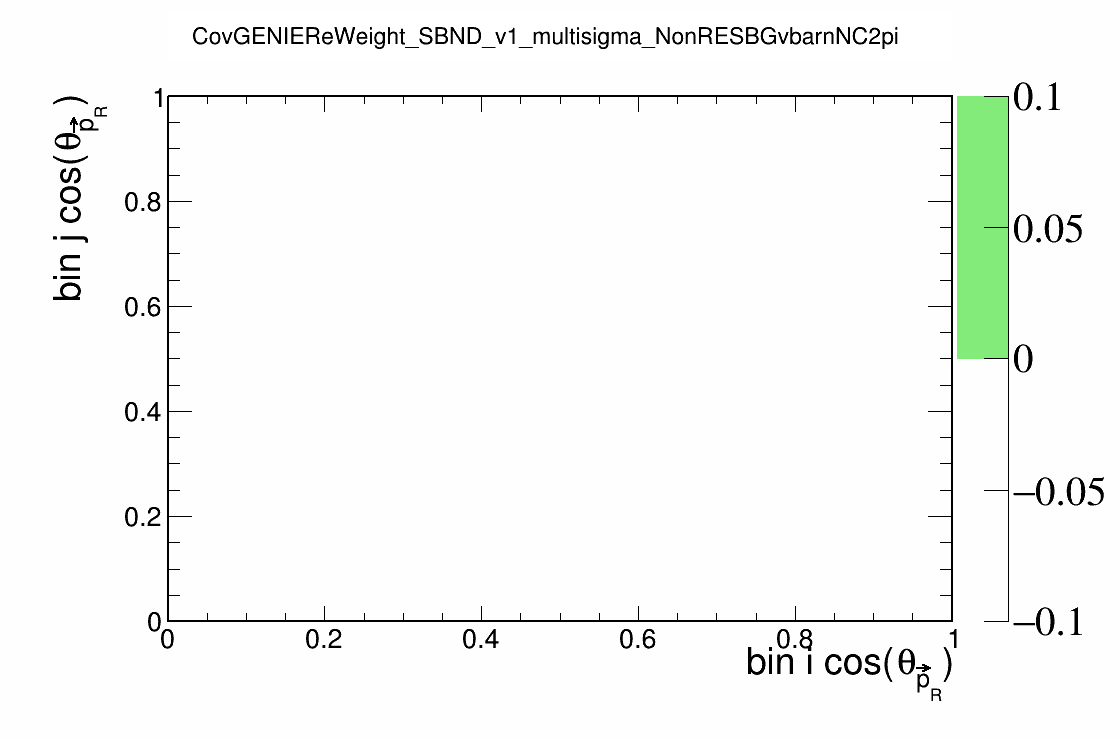 CovGENIEReWeight_SBND_v1_multisigma_NonRESBGvbarnNC2pi
bin j cos(θ_p⃗_R)
1
0.8
0.6
0.4
0.2
0
0 0.2 0.4 0.6 0.8 1
bin i cos(θ_p⃗_R)
0.1
0.05
0
−0.05
−0.1